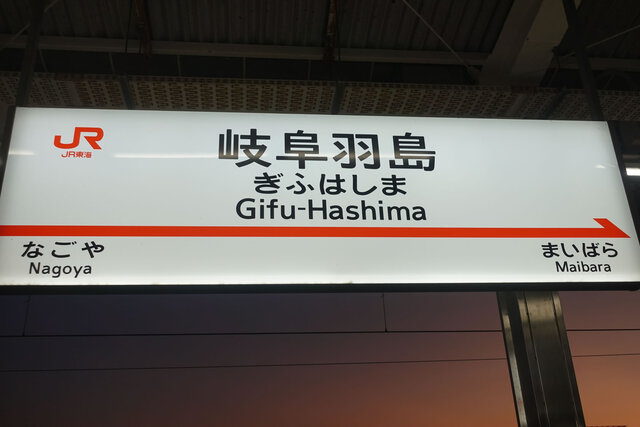 JR
JR東海
岐阜羽島
ぎふはしま
Gifu-Hashima
なごや
Nagoya
まいばら
Maibara